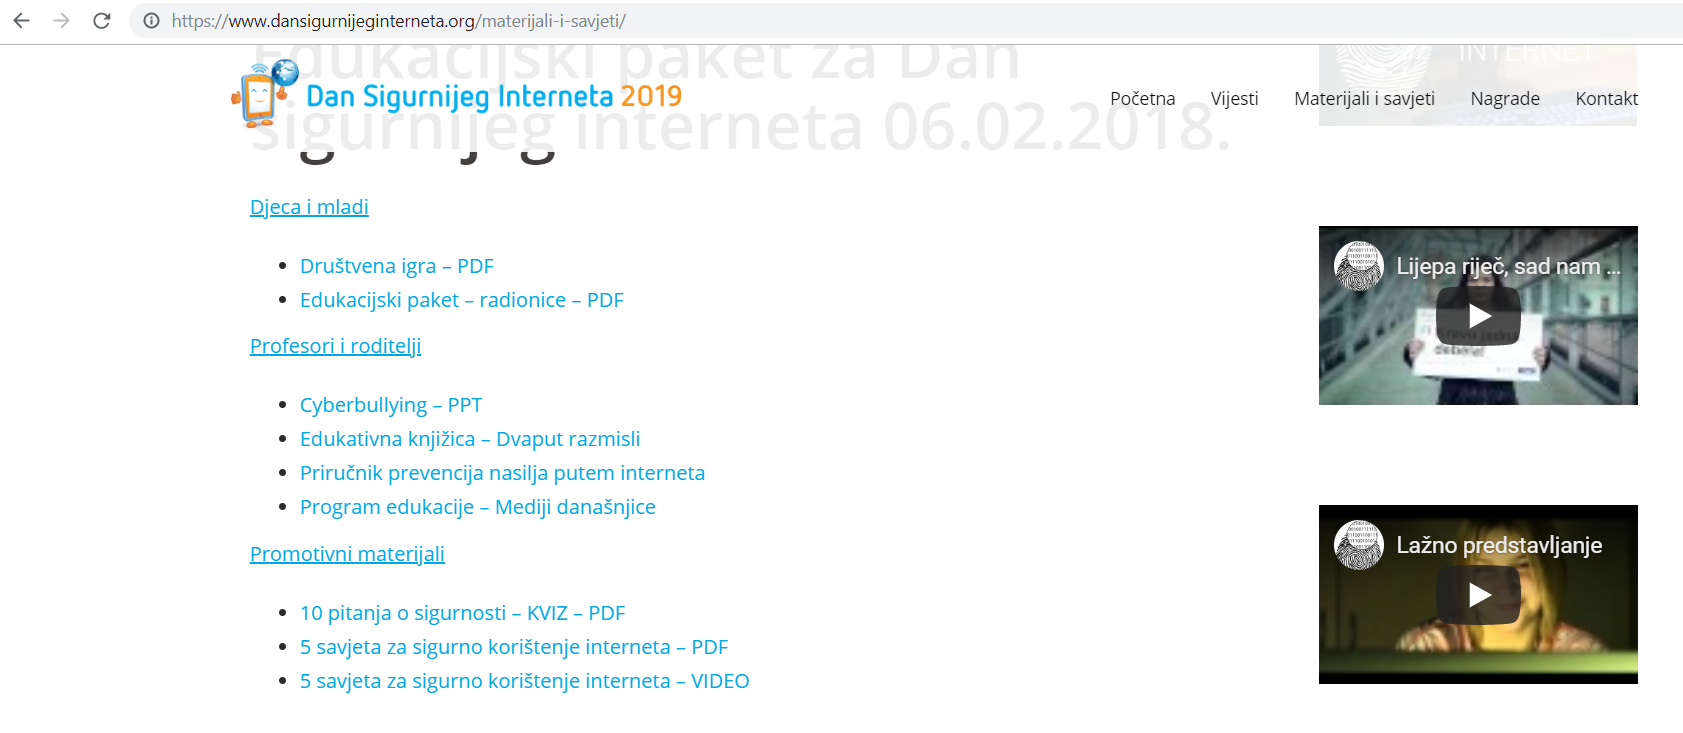 https://www.dansigurnijeginterneta.org/materijali-i-savjeti/
Edukacijski paket za Dan
sigurnijeg interneta 06.02.2018.
Dan Sigurnijeg Interneta 2019
Početna
Vijesti
Materijali i savjeti
Nagrade
Kontakt
INTERNET
Djeca i mladi
Društvena igra – PDF
Edukacijski paket – radionice – PDF
Profesori i roditelji
Cyberbullying – PPT
Edukativna knjižica – Dvaput razmisli
Priručnik prevencija nasilja putem interneta
Program edukacije – Mediji današnjice
Promotivni materijali
10 pitanja o sigurnosti – KVIZ – PDF
5 savjeta za sigurno korištenje interneta – PDF
5 savjeta za sigurno korištenje interneta – VIDEO
Lijepa riječ, sad nam ...
debela!
Lažno predstavljanje